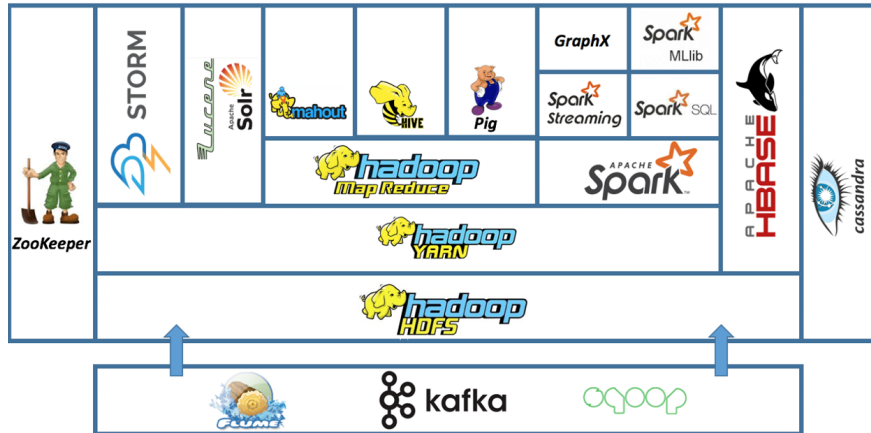 ZooKeeper
STORM
Lucene
Apache
Solr
mahout
HIVE
Pig
GraphX
Spark
MLlib
Spark
Streaming
Spark SQL
hadoop
Map Reduce
APACHE
Spark™
APACHE
HBASE
cassandra
hadoop
YARN
hadoop
HDFS
FLUME
kafka
sqoop